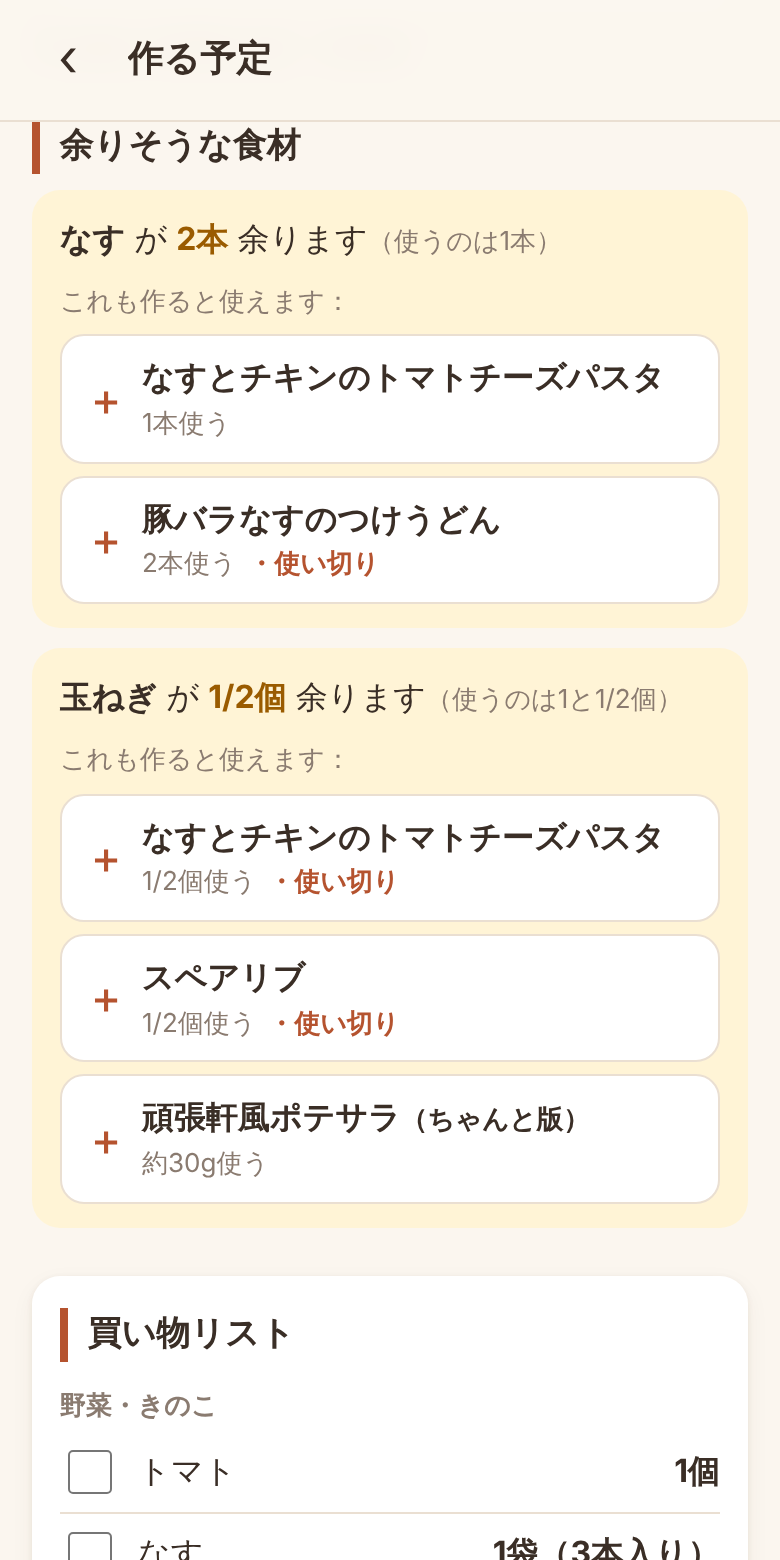 作る予定
余りそうな食材
なす が 2本 余ります（使うのは1本）
これも作ると使えます：
+ なすとチキンのトマトチーズパスタ
1本使う
+ 豚バラなすのつけうどん
2本使う ・使い切り
玉ねぎ が 1/2個 余ります（使うのは1と1/2個）
これも作ると使えます：
+ なすとチキンのトマトチーズパスタ
1/2個使う ・使い切り
+ スペアリブ
1/2個使う ・使い切り
+ 頑張軒風ポテサラ（ちゃんと版）
約30g使う
買い物リスト
野菜・きのこ
トマト 1個
なす 1袋（3本入り）